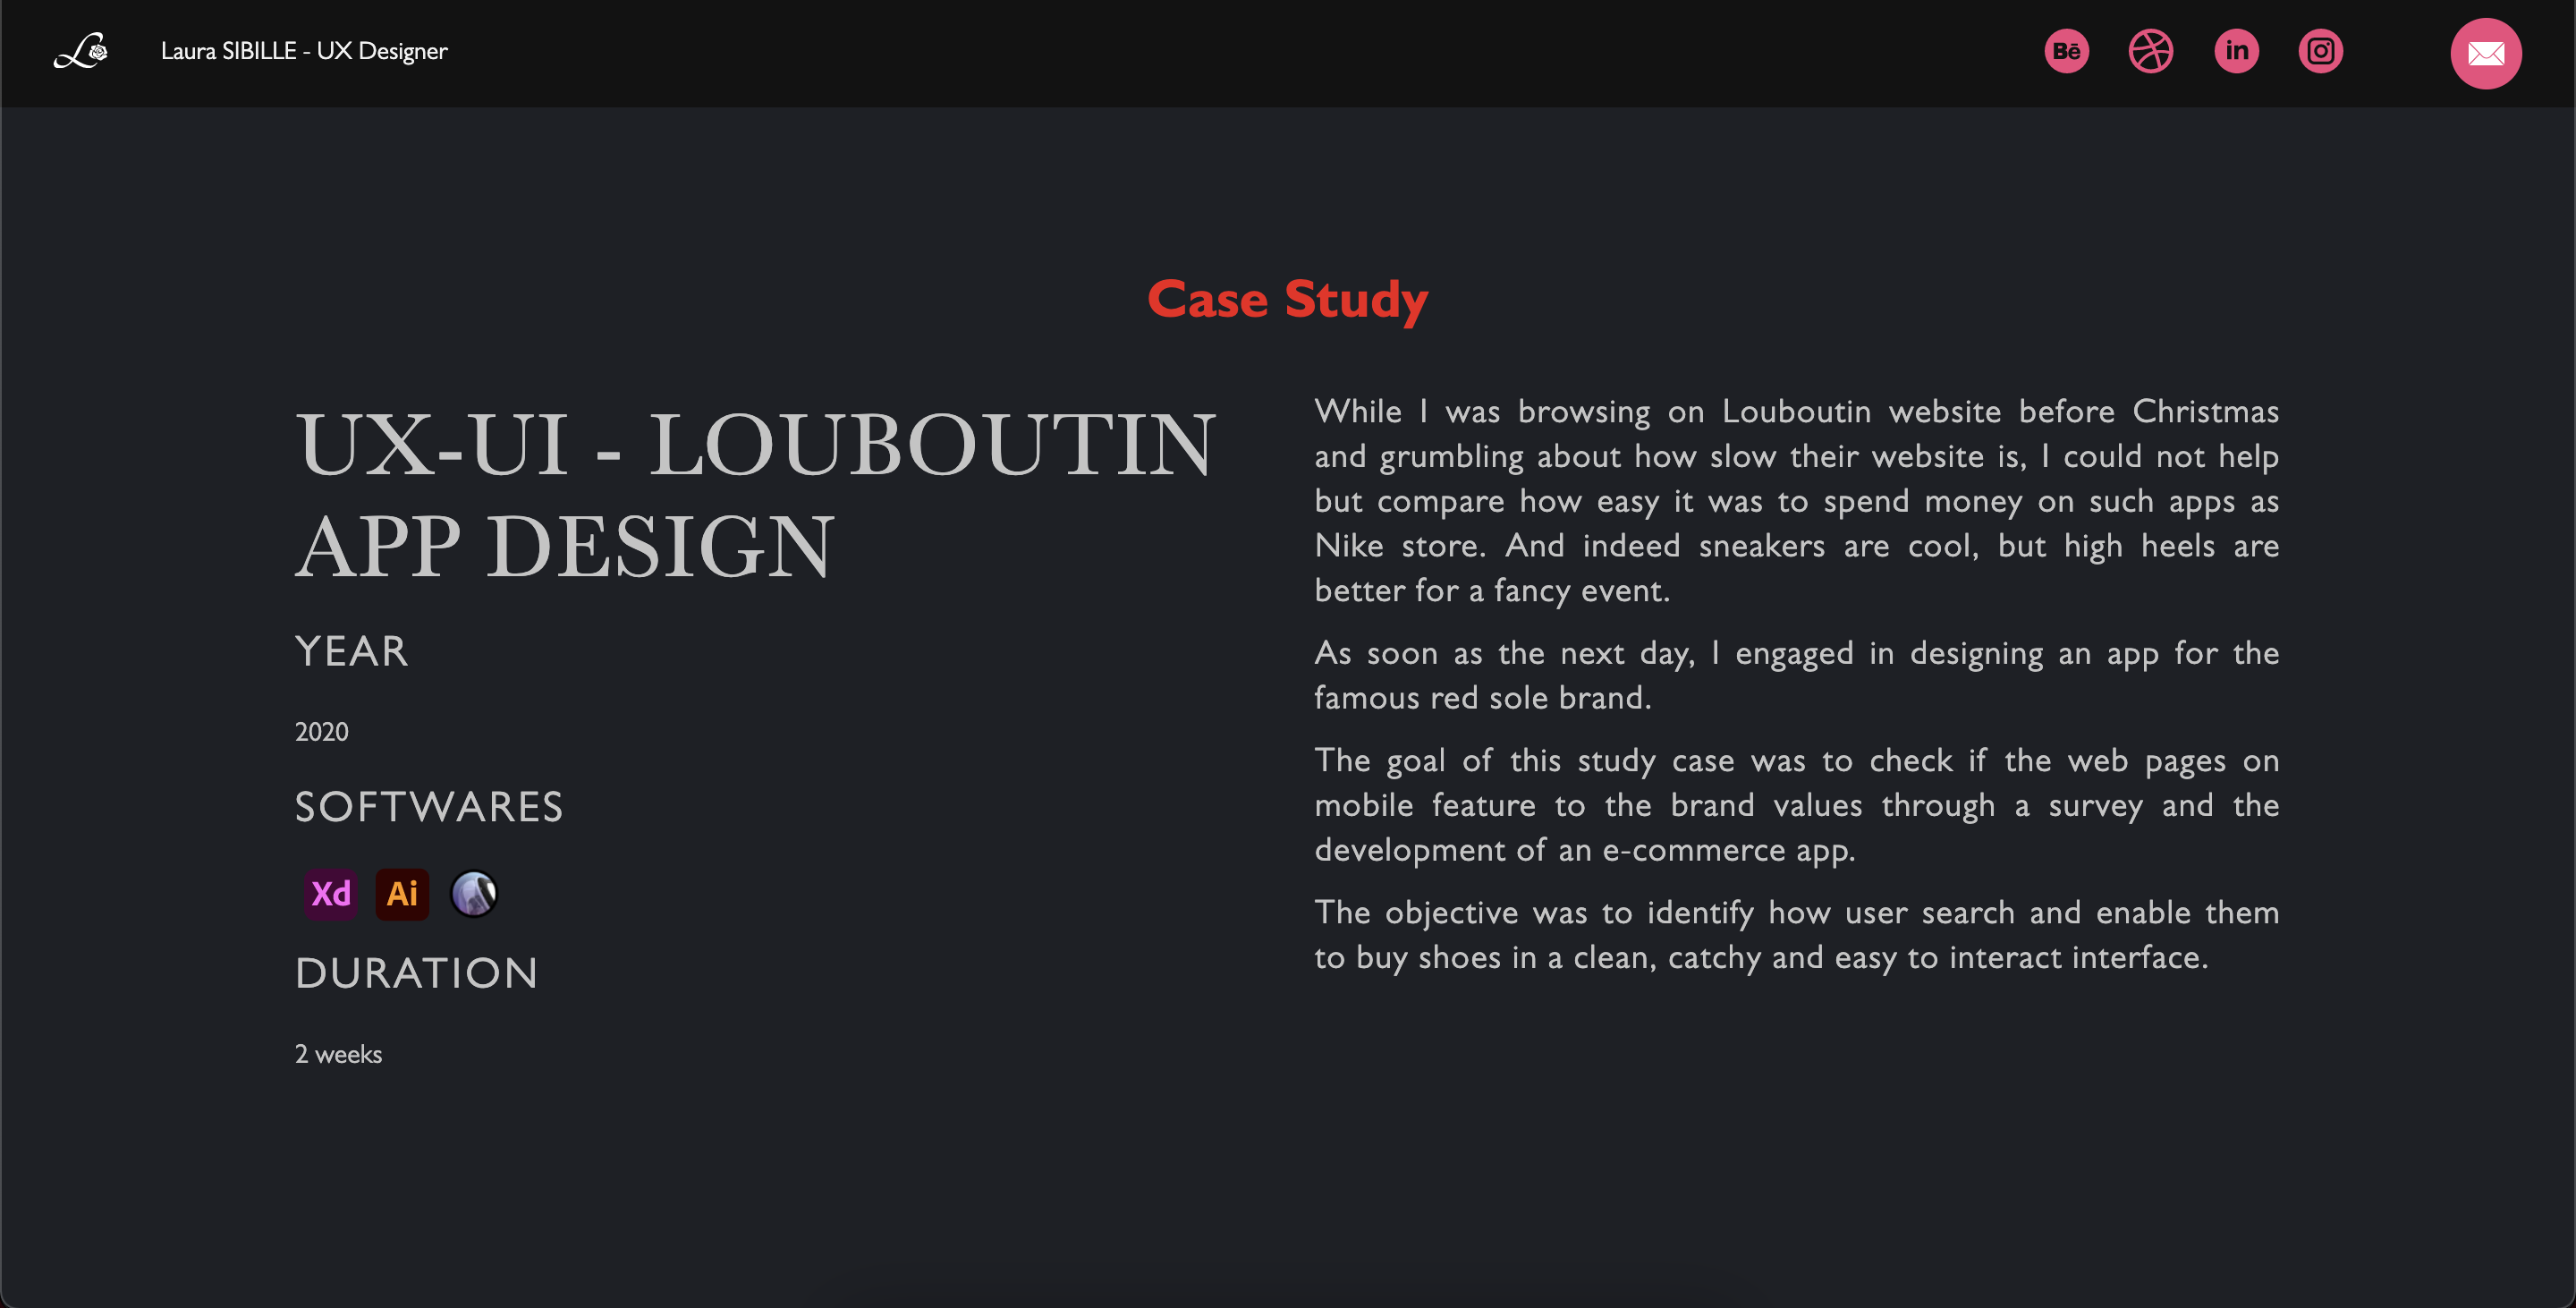 Laura SIBILLE - UX Designer
Bē
in
Case Study
UX-UI - LOUBOUTIN
APP DESIGN
YEAR
2020
SOFTWARES
Xd Ai
DURATION
2 weeks
While I was browsing on Louboutin website before Christmas
and grumbling about how slow their website is, I could not help
but compare how easy it was to spend money on such apps as
Nike store. And indeed sneakers are cool, but high heels are
better for a fancy event.
As soon as the next day, I engaged in designing an app for the
famous red sole brand.
The goal of this study case was to check if the web pages on
mobile feature to the brand values through a survey and the
development of an e-commerce app.
The objective was to identify how user search and enable them
to buy shoes in a clean, catchy and easy to interact interface.